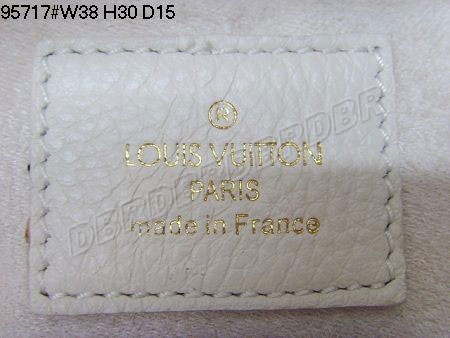 95717#W38 H30 D15
®
LOUIS VUITTON
PARIS
made in France